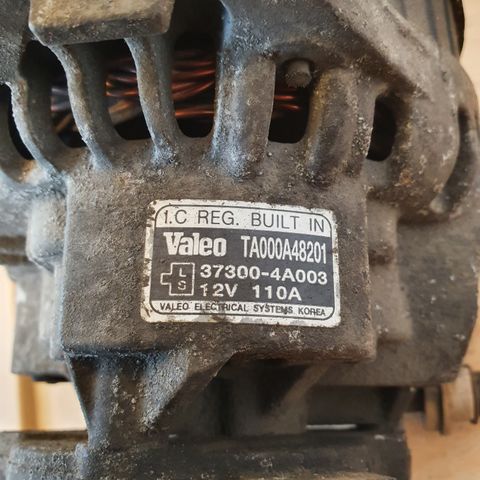 I.C REG. BUILT IN
Valeo TA000A48201
L 37300-4A003
S 12V 110A
VALEO ELECTRICAL SYSTEMS KOREA